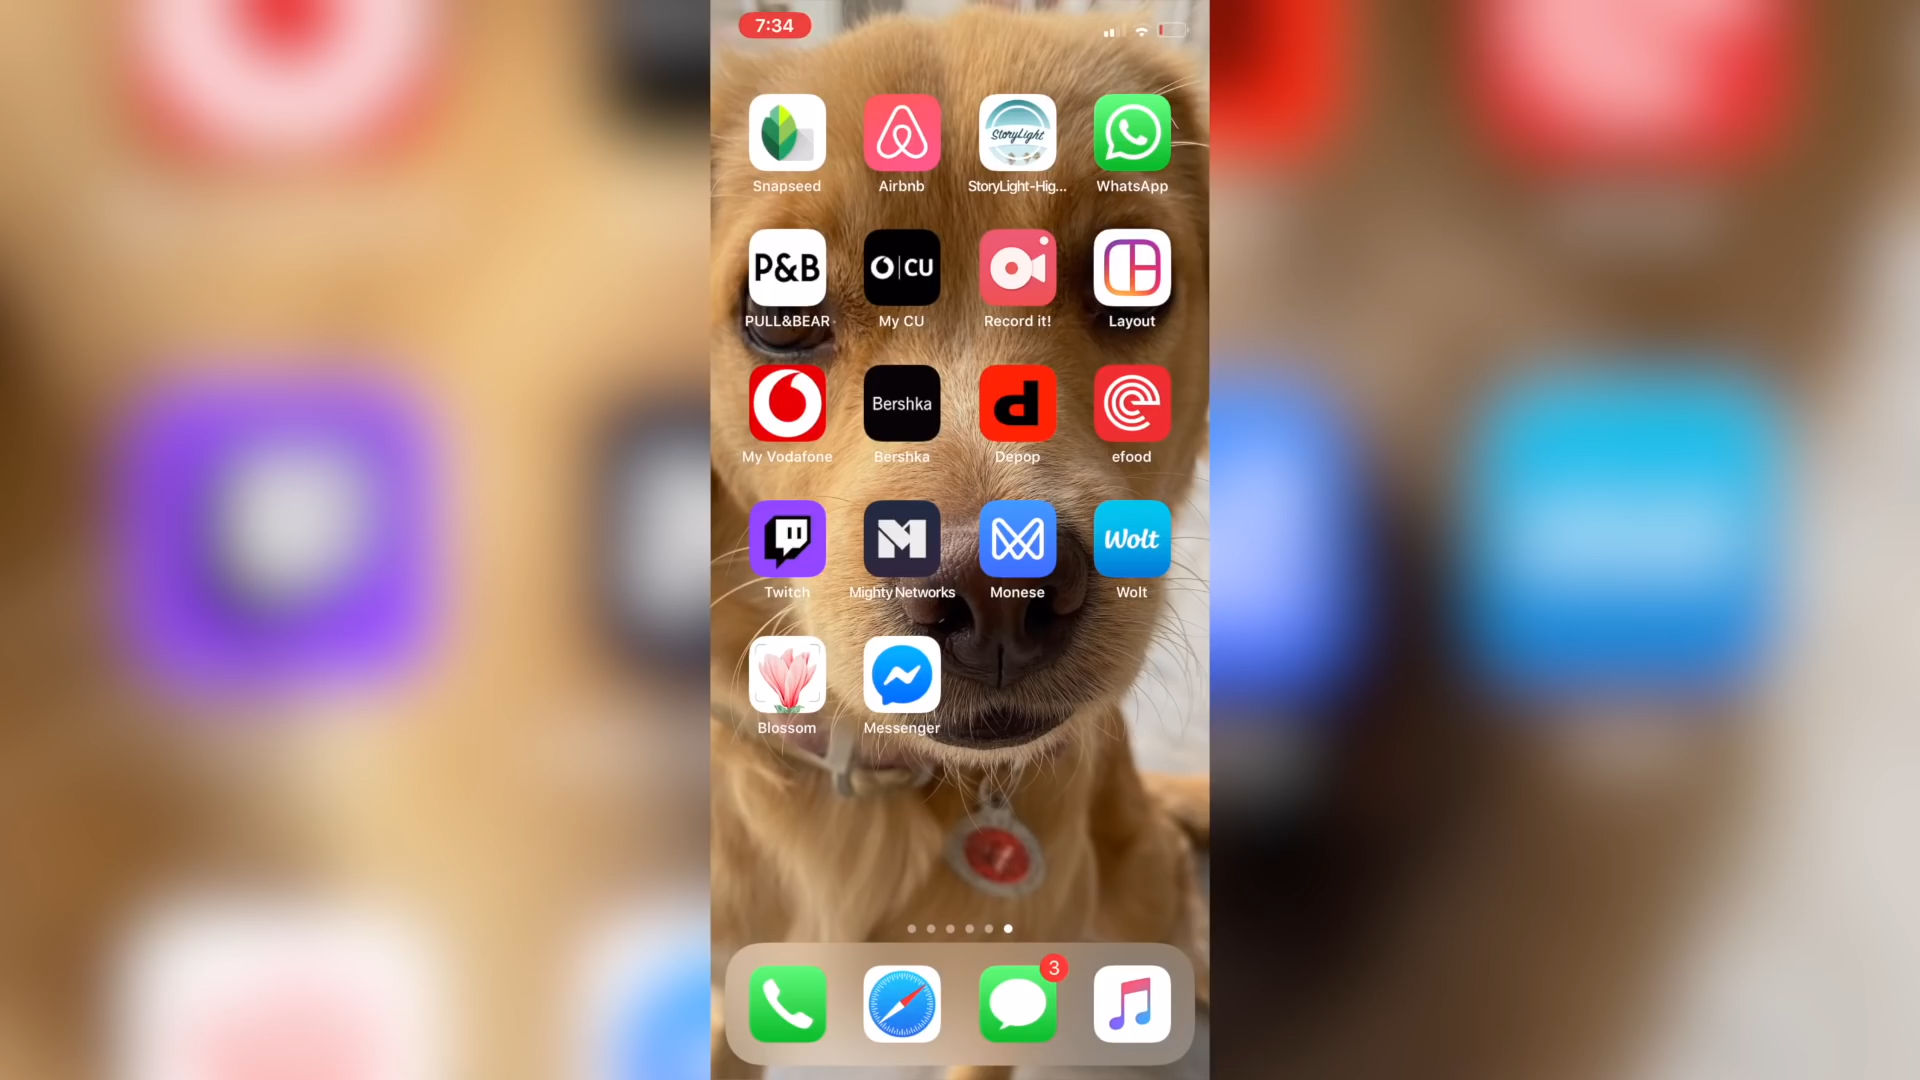 7:34
StoryLight
Snapseed
Airbnb
StoryLight-Hig...
WhatsApp
P&B
CU
PULL&BEAR
My CU
Record it!
Layout
Bershka
My Vodafone
Bershka
Depop
efood
Wolt
Twitch
Mighty Networks
Monese
Wolt
Blossom
Messenger
3